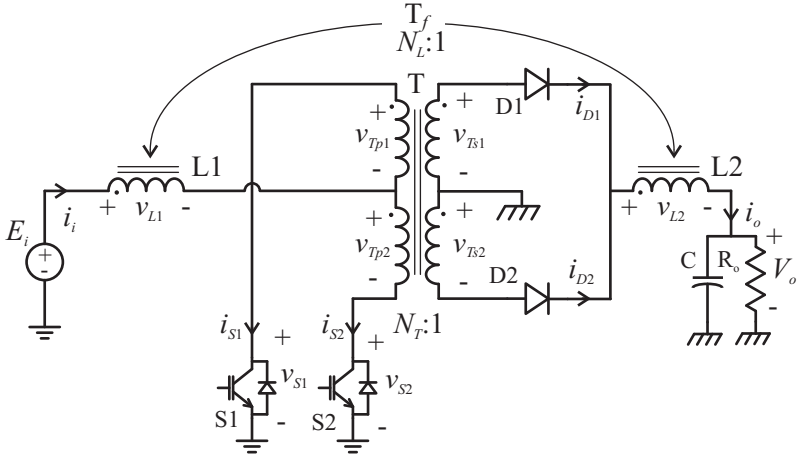 T_f
N_L:1
T
D1
i_D1
+
v_Tp1
-
+
v_Ts1
-
L1
L2
+
v_L1
-
i_i
+
v_L2
-
i_o
E_i
+
-
+
v_Tp2
-
+
v_Ts2
-
D2
i_D2
C
R_o
+
V_o
-
N_T:1
i_S1
+
v_S1
-
S1
i_S2
+
v_S2
-
S2